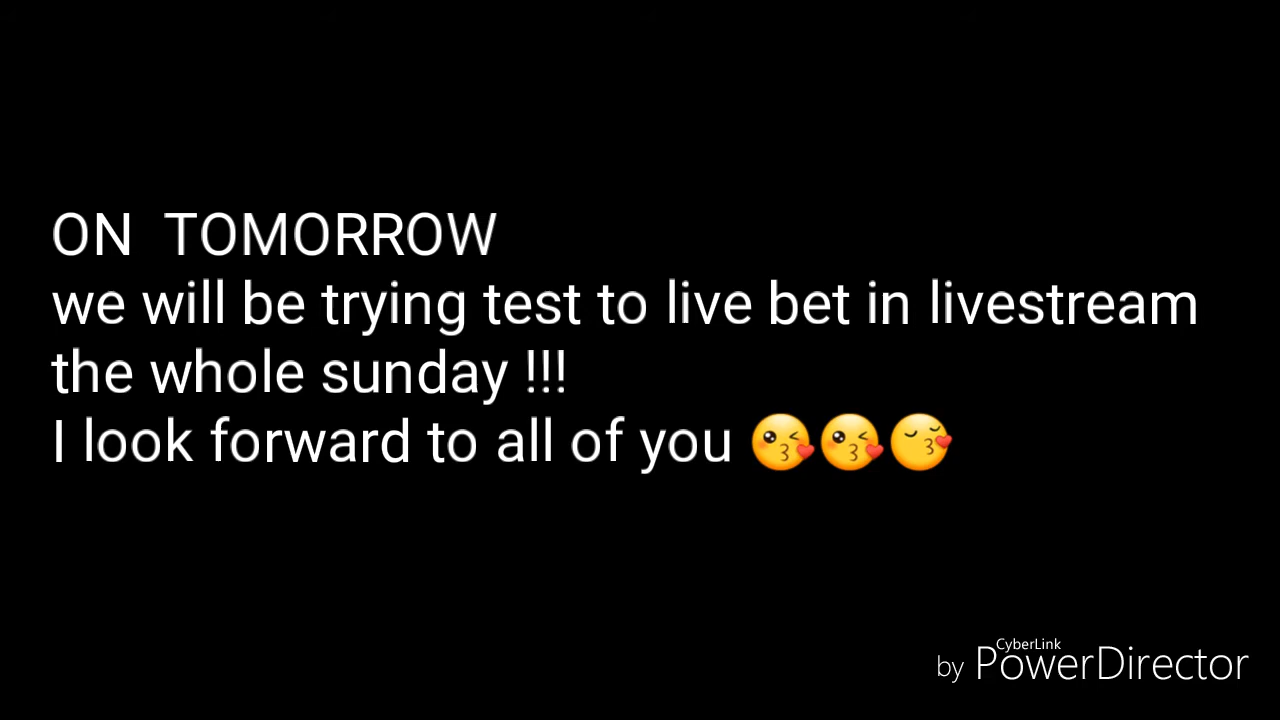 ON  TOMORROW
we will be trying test to live bet in livestream
the whole sunday !!!
I look forward to all of you 😘😘😚
CyberLink
by PowerDirector